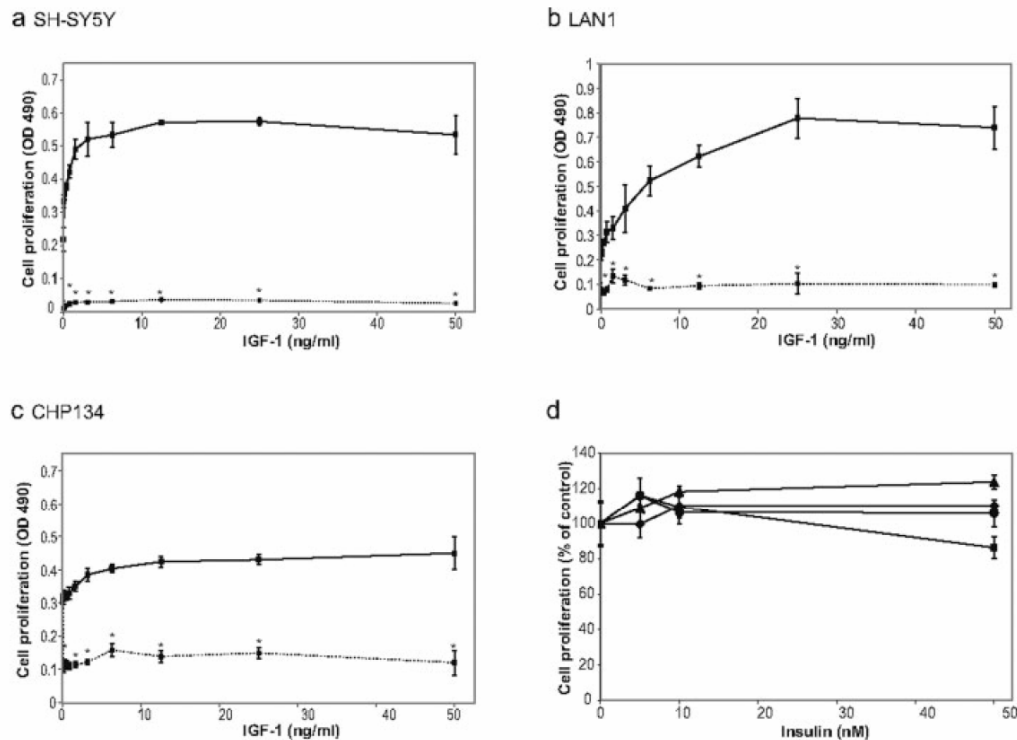 a SH-SY5Y
0.7
0.6
0.5
0.4
0.3
0.2
0.1
0
Cell proliferation (OD 490)
* * * * * * * *
0 10 20 30 40 50
IGF-1 (ng/ml)
b LAN1
1
0.9
0.8
0.7
0.6
0.5
0.4
0.3
0.2
0.1
0
Cell proliferation (OD 490)
* * * * * * *
0 10 20 30 40 50
IGF-1 (ng/ml)
c CHP134
0.7
0.6
0.5
0.4
0.3
0.2
0.1
0
Cell proliferation (OD 490)
* * * * * * *
0 10 20 30 40 50
IGF-1 (ng/ml)
d
140
120
100
80
60
40
20
0
Cell proliferation (% of control)
0 10 20 30 40 50
Insulin (nM)